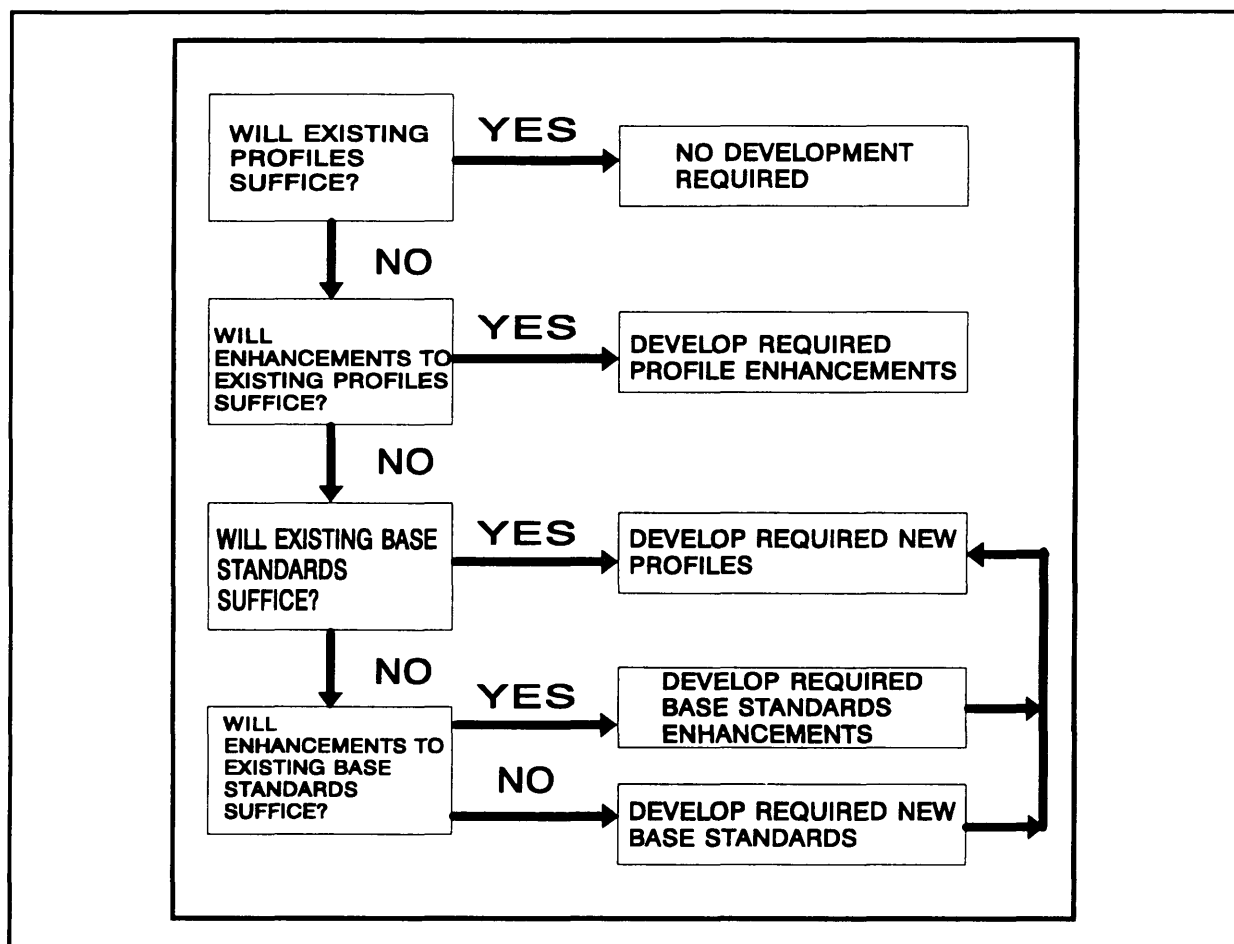 WILL EXISTING
PROFILES
SUFFICE?
YES
NO DEVELOPMENT
REQUIRED
NO
WILL
ENHANCEMENTS TO
EXISTING PROFILES
SUFFICE?
YES
DEVELOP REQUIRED
PROFILE ENHANCEMENTS
NO
WILL EXISTING BASE
STANDARDS
SUFFICE?
YES
DEVELOP REQUIRED NEW
PROFILES
NO
WILL
ENHANCEMENTS TO
EXISTING BASE
STANDARDS
SUFFICE?
YES
DEVELOP REQUIRED
BASE STANDARDS
ENHANCEMENTS
NO
DEVELOP REQUIRED NEW
BASE STANDARDS